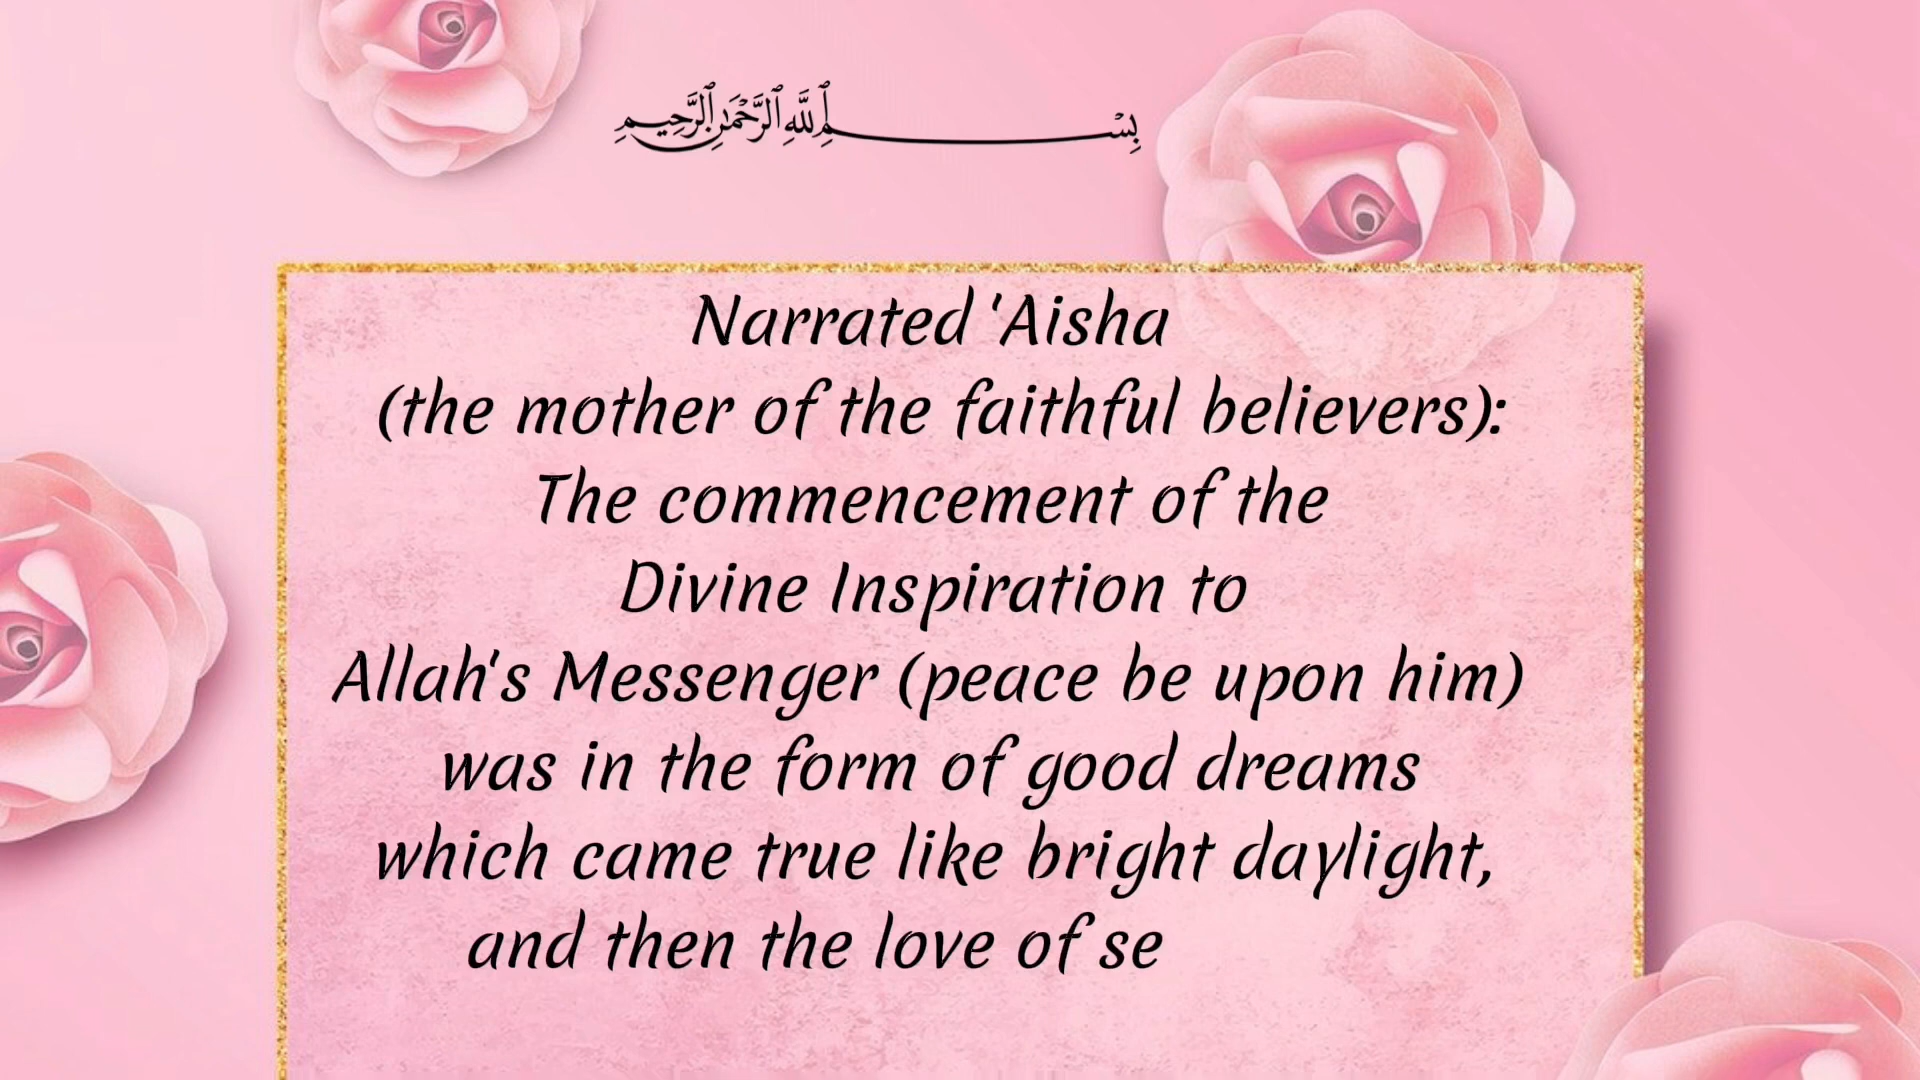 بِسْمِ ٱللَّهِ ٱلرَّحْمَٰنِ ٱلرَّحِيمِ
Narrated 'Aisha
(the mother of the faithful believers):
The commencement of the
Divine Inspiration to
Allah's Messenger (peace be upon him)
was in the form of good dreams
which came true like bright daylight,
and then the love of se